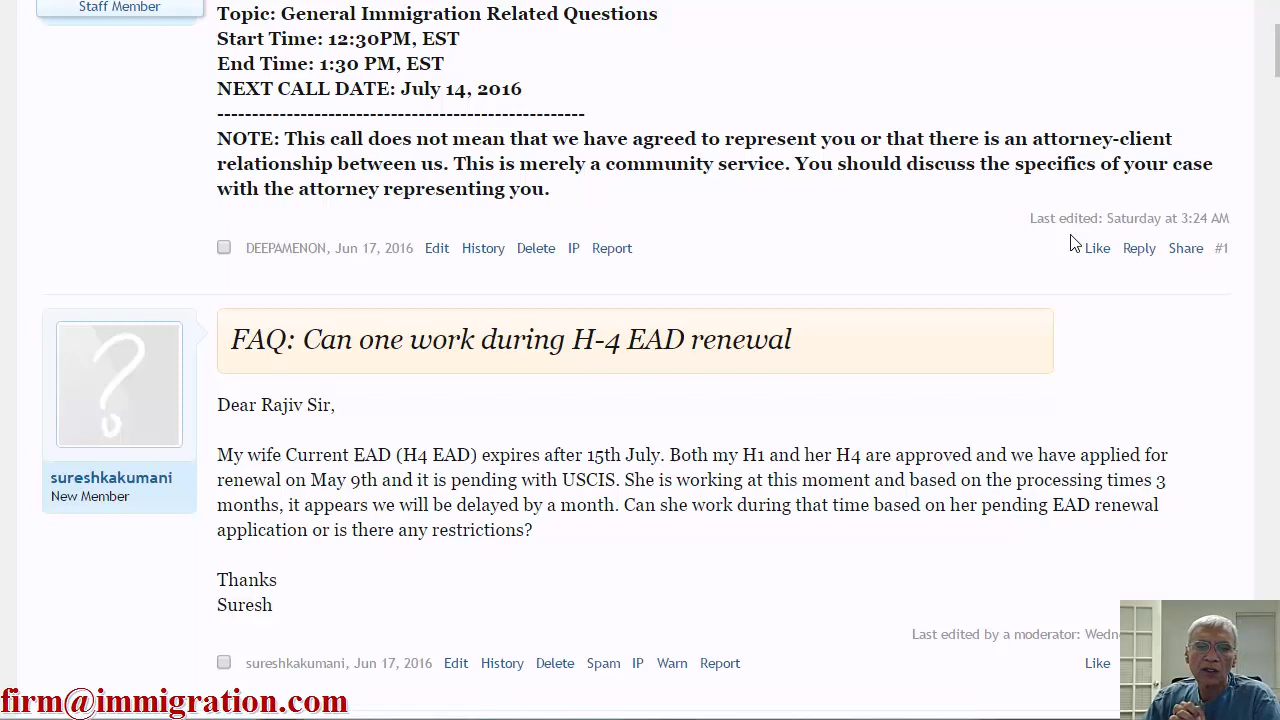 Staff Member
Topic: General Immigration Related Questions
Start Time: 12:30PM, EST
End Time: 1:30 PM, EST
NEXT CALL DATE: July 14, 2016
-----------------------------------------------------
NOTE: This call does not mean that we have agreed to represent you or that there is an attorney-client
relationship between us. This is merely a community service. You should discuss the specifics of your case
with the attorney representing you.
Last edited: Saturday at 3:24 AM
DEEPAMENON, Jun 17, 2016 Edit History Delete IP Report Like Reply Share #1
FAQ: Can one work during H-4 EAD renewal
Dear Rajiv Sir,
My wife Current EAD (H4 EAD) expires after 15th July. Both my H1 and her H4 are approved and we have applied for
renewal on May 9th and it is pending with USCIS. She is working at this moment and based on the processing times 3
months, it appears we will be delayed by a month. Can she work during that time based on her pending EAD renewal
application or is there any restrictions?
sureshkakumani
New Member
Thanks
Suresh
Last edited by a moderator: Wedn
sureshkakumani, Jun 17, 2016 Edit History Delete Spam IP Warn Report Like
firm@immigration.com